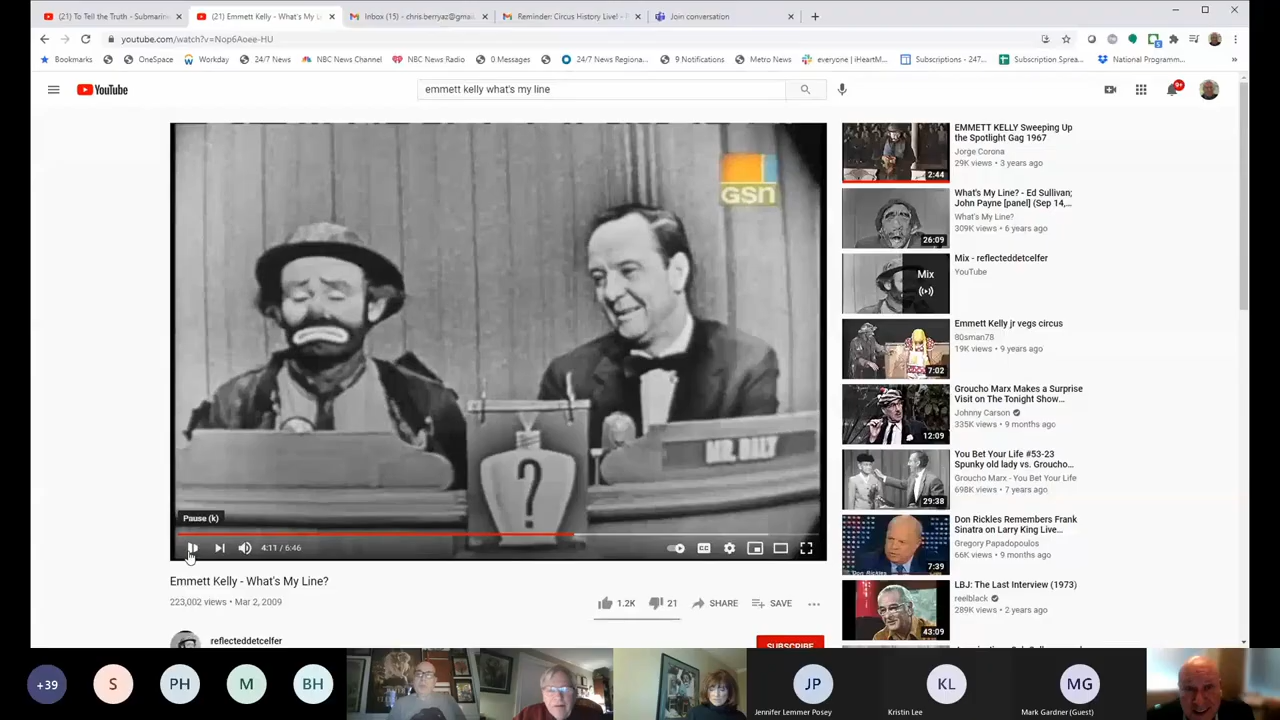 (21) To Tell the Truth - Submarin
(21) Emmett Kelly - What's My Li
Inbox (15) - chris.berryaz@gmai
Reminder: Circus History Live! - F
Join conversation
youtube.com/watch?v=Nop6Aoee-HU
Bookmarks
OneSpace
Workday
24/7 News
NBC News Channel
NBC News Radio
0 Messages
24/7 News Regiona...
9 Notifications
Metro News
everyone | iHeartM...
Subscriptions - 247...
Subscription Sprea...
National Programm...
YouTube
emmett kelly what's my line
9+
GSN
MR. DALY
?
Pause (k)
4:11 / 6:46
Emmett Kelly - What's My Line?
223,002 views • Mar 2, 2009
1.2K
21
SHARE
SAVE
reflecteddetcelfer
SUBSCRIBE
EMMETT KELLY Sweeping Up
the Spotlight Gag 1967
Jorge Corona
29K views • 3 years ago
2:44
What's My Line? - Ed Sullivan;
John Payne [panel] (Sep 14,...
What's My Line?
309K views • 6 years ago
26:09
Mix - reflecteddetcelfer
YouTube
Mix
Emmett Kelly jr vegs circus
80sman78
19K views • 9 years ago
7:02
Groucho Marx Makes a Surprise
Visit on The Tonight Show...
Johnny Carson
335K views • 9 months ago
12:09
You Bet Your Life #53-23
Spunky old lady vs. Groucho...
Groucho Marx - You Bet Your Life
698K views • 7 years ago
29:38
Don Rickles Remembers Frank
Sinatra on Larry King Live...
Gregory Papadopoulos
66K views • 9 months ago
7:39
LBJ: The Last Interview (1973)
reelblack
289K views • 2 years ago
43:09
+39
S
PH
M
BH
JP
Jennifer Lemmer Posey
KL
Kristin Lee
MG
Mark Gardner (Guest)